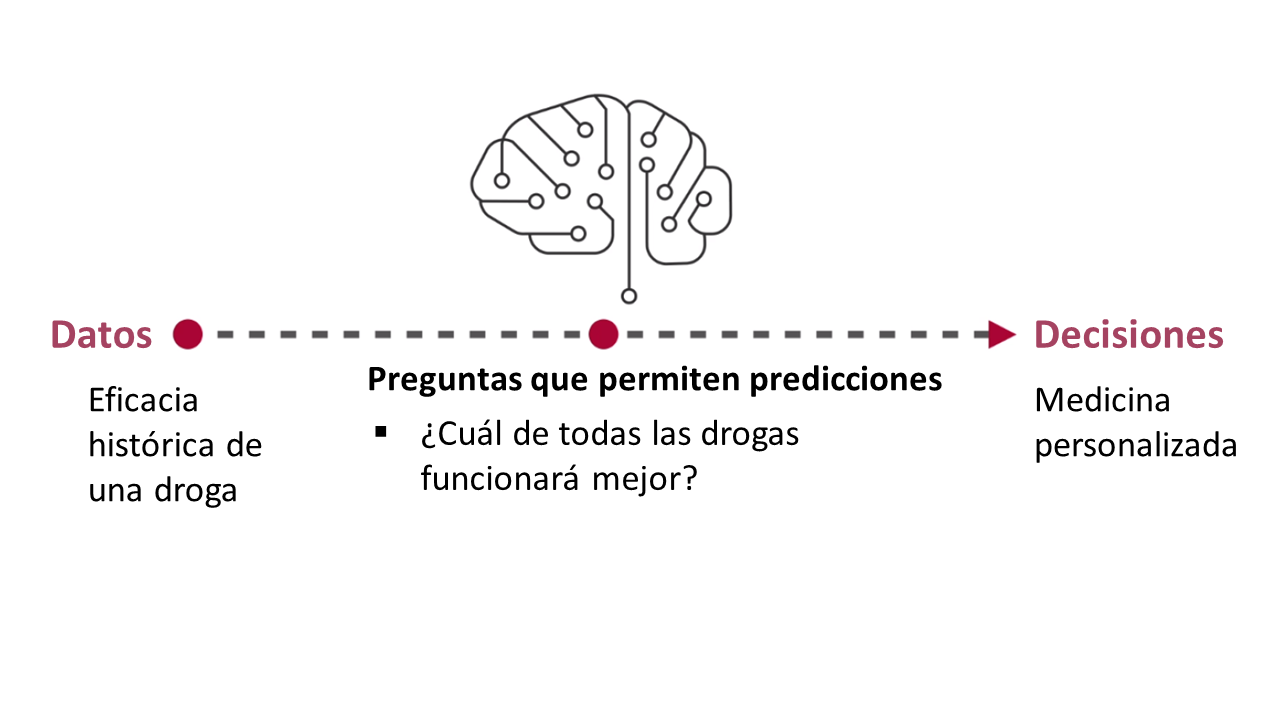 Datos
Decisiones
Preguntas que permiten predicciones
Eficacia
histórica de
una droga
▪ ¿Cuál de todas las drogas
funcionará mejor?
Medicina
personalizada